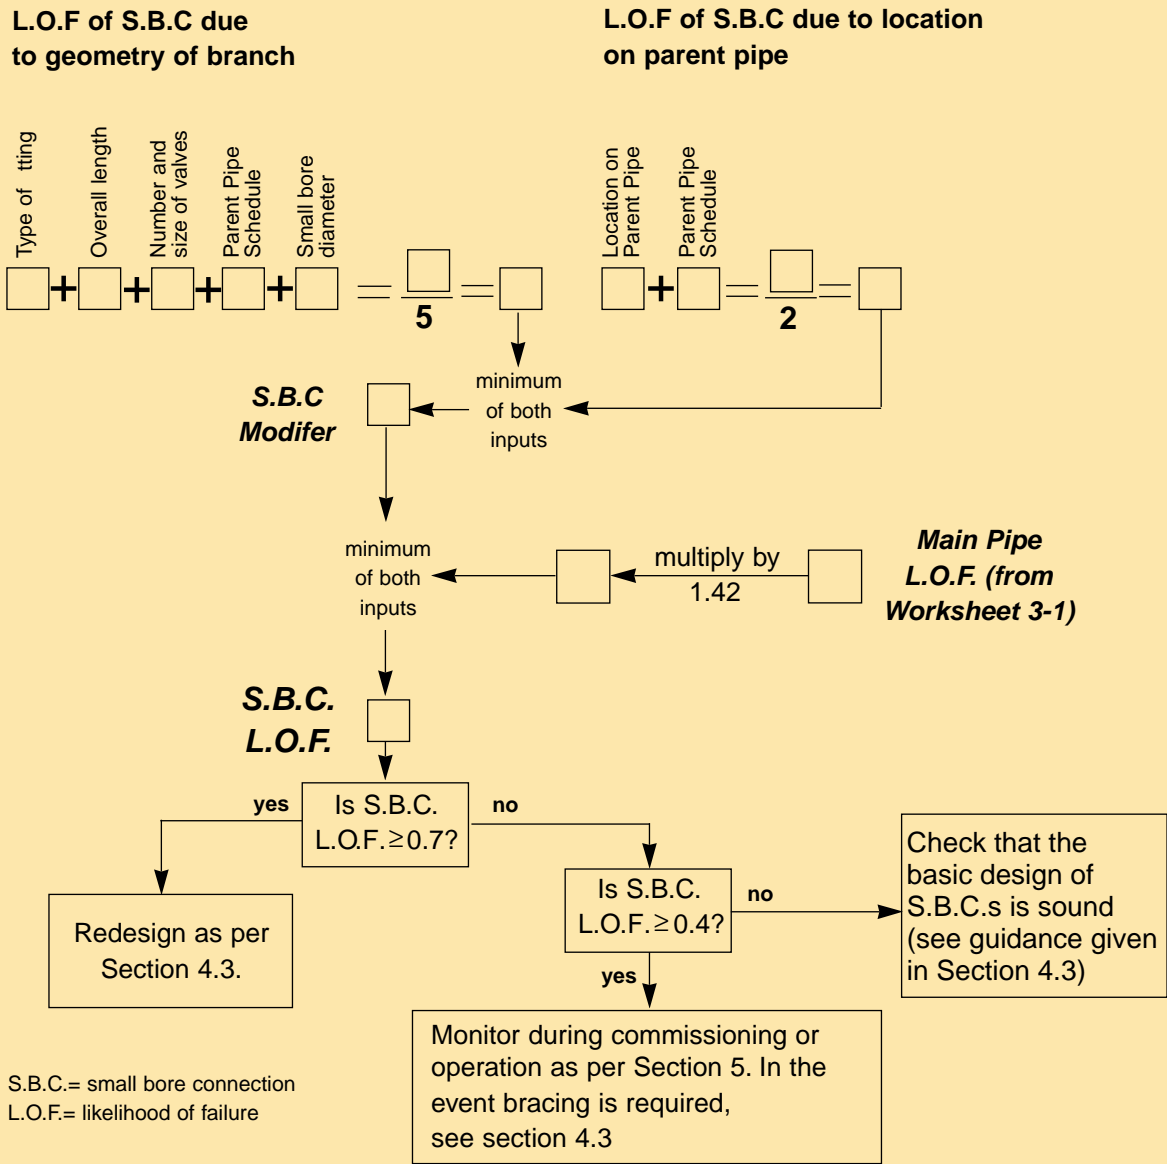 L.O.F of S.B.C due
to geometry of branch
L.O.F of S.B.C due to location
on parent pipe
Type of tting
Overall length
Number and
size of valves
Parent Pipe
Schedule
Small bore
diameter
Location on
Parent Pipe
Parent Pipe
Schedule
+ + + + = 5 =
+ = 2 =
S.B.C
Modifer
minimum
of both
inputs
minimum
of both
inputs
multiply by
1.42
Main Pipe
L.O.F. (from
Worksheet 3-1)
S.B.C.
L.O.F.
yes
Is S.B.C.
L.O.F.≥0.7?
no
Redesign as per
Section 4.3.
Is S.B.C.
L.O.F.≥0.4?
no
yes
Check that the
basic design of
S.B.C.s is sound
(see guidance given
in Section 4.3)
Monitor during commissioning or
operation as per Section 5. In the
event bracing is required,
see section 4.3
S.B.C.= small bore connection
L.O.F.= likelihood of failure